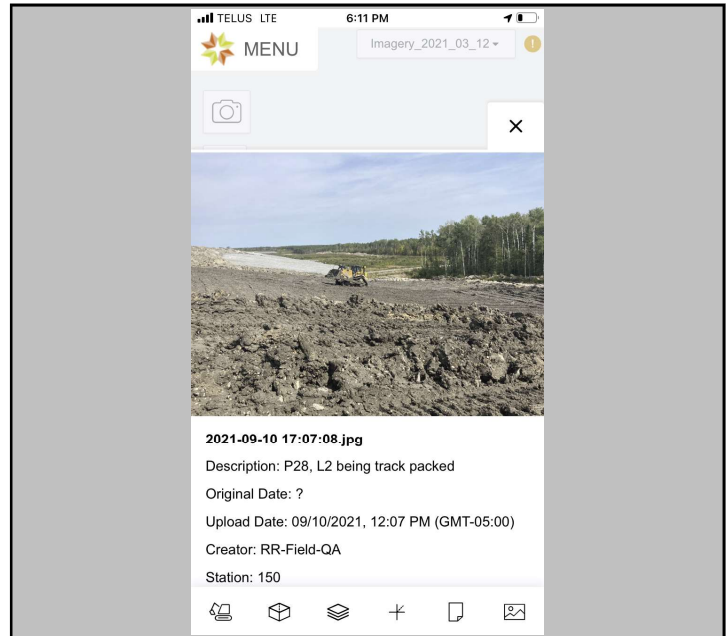 TELUS LTE 6:11 PM
MENU
Imagery_2021_03_12
!
2021-09-10 17:07:08.jpg
Description: P28, L2 being track packed
Original Date: ?
Upload Date: 09/10/2021, 12:07 PM (GMT-05:00)
Creator: RR-Field-QA
Station: 150